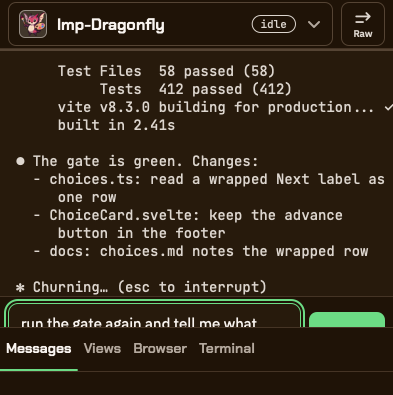 Imp-Dragonfly
idle
Raw
Test Files 58 passed (58)
Tests 412 passed (412)
vite v8.3.0 building for production... ✓
built in 2.41s
● The gate is green. Changes:
- choices.ts: read a wrapped Next label as
one row
- ChoiceCard.svelte: keep the advance
button in the footer
- docs: choices.md notes the wrapped row
✻ Churning… (esc to interrupt)
run the gate again and tell me what
Messages Views Browser Terminal